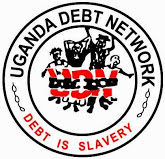 UGANDA DEBT NETWORK
UDN
DEBT IS SLAVERY